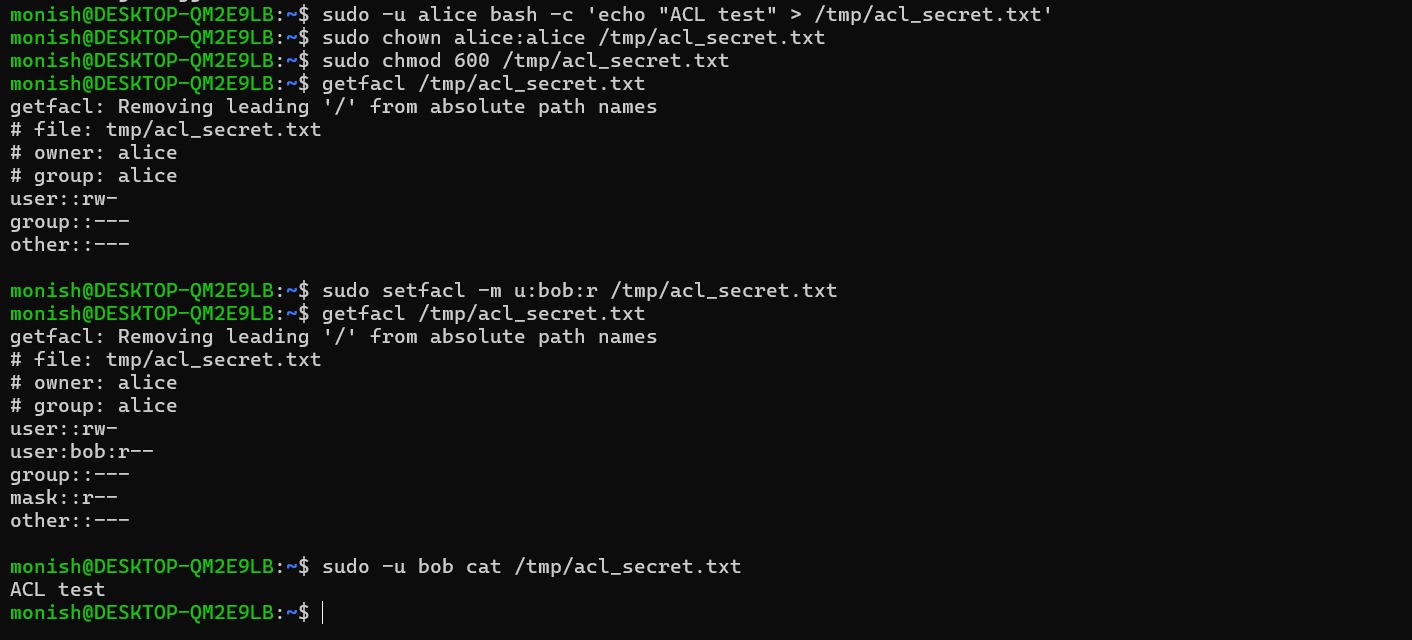 monish@DESKTOP-QM2E9LB:~$ sudo -u alice bash -c 'echo "ACL test" > /tmp/acl_secret.txt'
monish@DESKTOP-QM2E9LB:~$ sudo chown alice:alice /tmp/acl_secret.txt
monish@DESKTOP-QM2E9LB:~$ sudo chmod 600 /tmp/acl_secret.txt
monish@DESKTOP-QM2E9LB:~$ getfacl /tmp/acl_secret.txt
getfacl: Removing leading '/' from absolute path names
# file: tmp/acl_secret.txt
# owner: alice
# group: alice
user::rw-
group::---
other::---

monish@DESKTOP-QM2E9LB:~$ sudo setfacl -m u:bob:r /tmp/acl_secret.txt
monish@DESKTOP-QM2E9LB:~$ getfacl /tmp/acl_secret.txt
getfacl: Removing leading '/' from absolute path names
# file: tmp/acl_secret.txt
# owner: alice
# group: alice
user::rw-
user:bob:r--
group::---
mask::r--
other::---

monish@DESKTOP-QM2E9LB:~$ sudo -u bob cat /tmp/acl_secret.txt
ACL test
monish@DESKTOP-QM2E9LB:~$